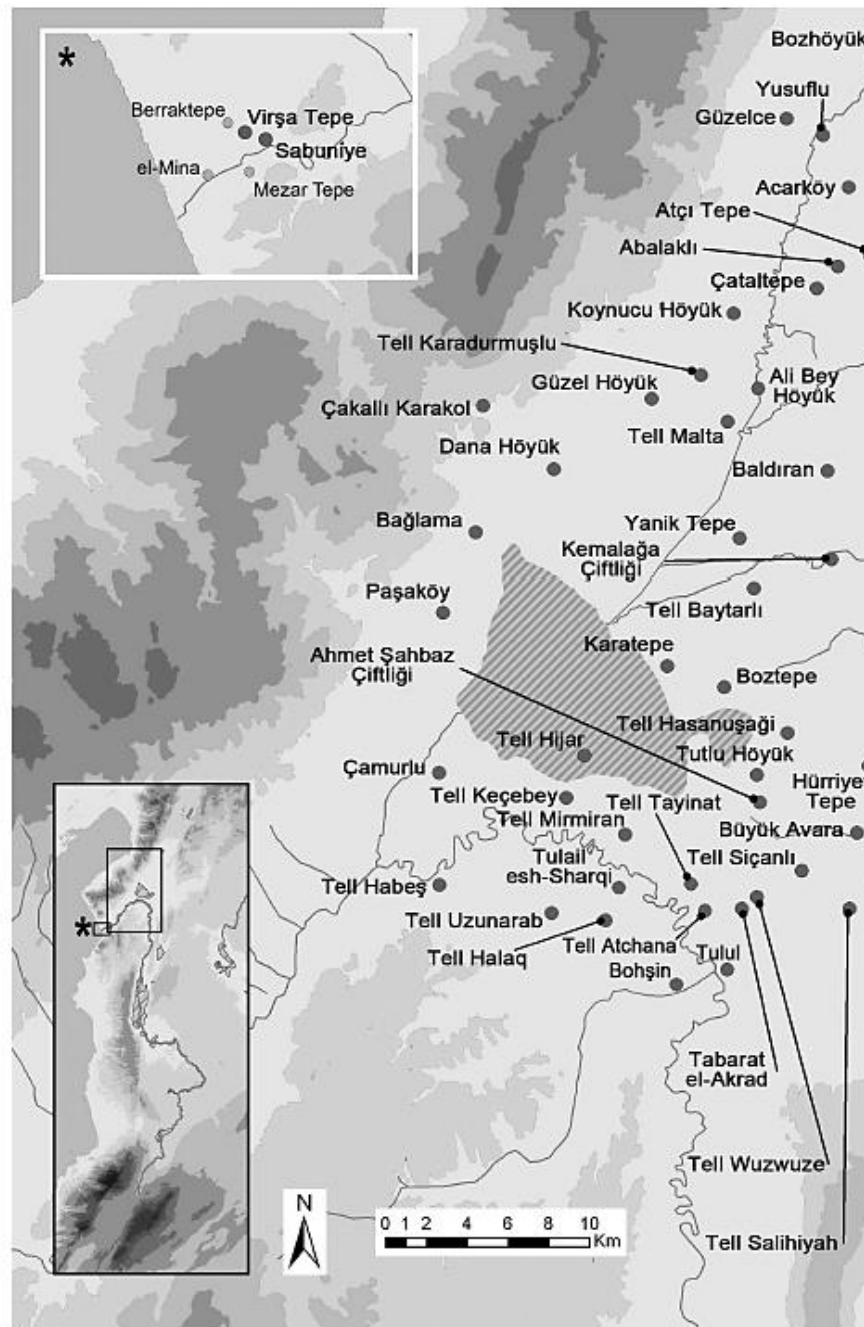 *
Berraktepe
Virşa Tepe
Sabuniye
el-Mina
Mezar Tepe
Bozhöyük
Yusuflu
Güzelce
Acarköy
Atçı Tepe
Abalaklı
Çataltepe
Koynucu Höyük
Tell Karadurmuşlu
Güzel Höyük
Ali Bey
Höyük
Çakallı Karakol
Tell Malta
Dana Höyük
Baldıran
Bağlama
Yanik Tepe
Kemalağa
Çiftliği
Paşaköy
Tell Baytarlı
Karatepe
Ahmet Şahbaz
Çiftliği
Boztepe
Tell Hasanuşaği
Tell Hijar
Tutlu Höyük
Çamurlu
Hürriyet
Tepe
Tell Keçebey
Tell Tayinat
Tell Mirmiran
Büyük Avara
Tell Siçanlı
Tulail
esh-Sharqi
Tell Habeş
*
Tell Uzunarab
Tell Halaq
Tell Atchana
Bohşin
Tulul
Tabarat
el-Akrad
Tell Wuzwuze
Tell Salihiyah
N
0 1 2 4 6 8 10
Km